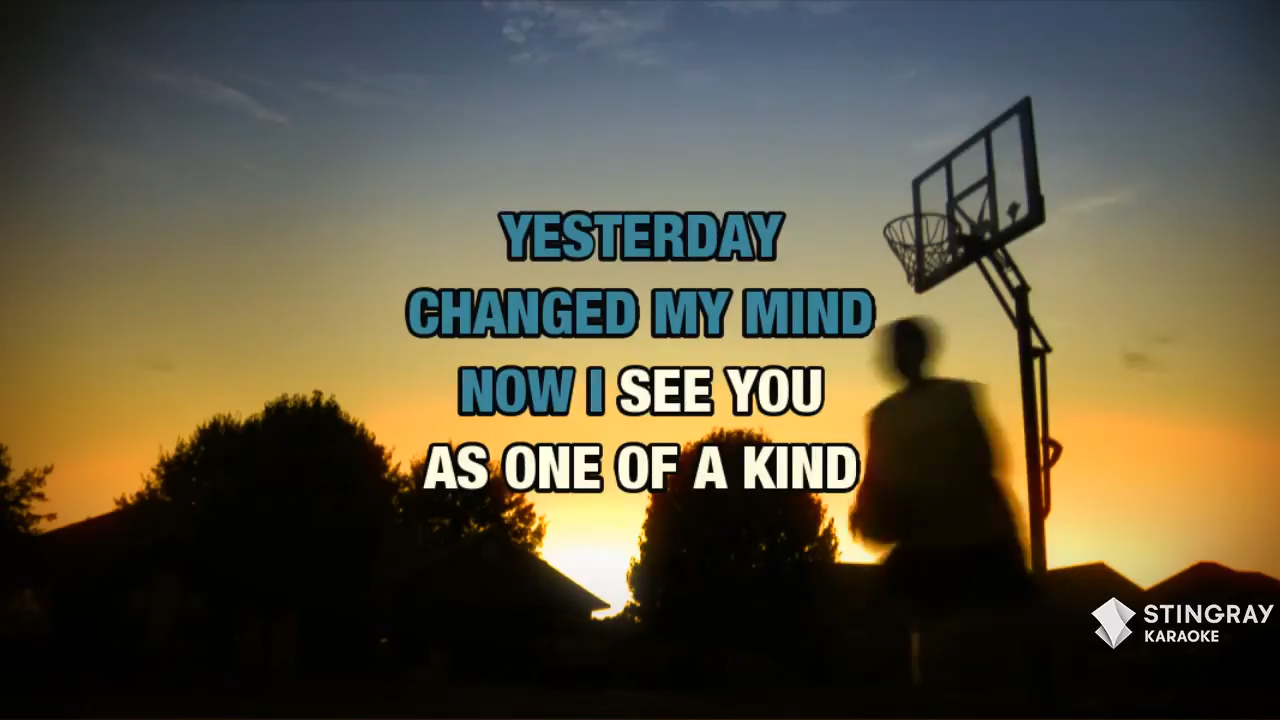 YESTERDAY
CHANGED MY MIND
NOW I SEE YOU
AS ONE OF A KIND
STINGRAY
KARAOKE